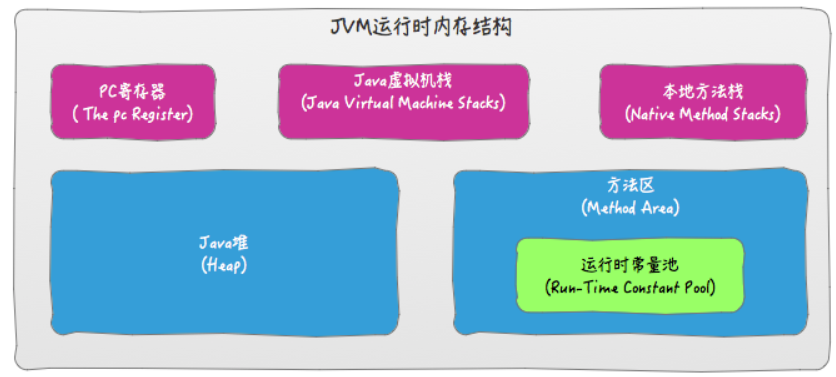 JVM运行时内存结构
PC寄存器
( The pc Register)
Java虚拟机栈
(Java Virtual Machine Stacks)
本地方法栈
(Native Method Stacks)
Java堆
(Heap)
方法区
(Method Area)
运行时常量池
(Run-Time Constant Pool)